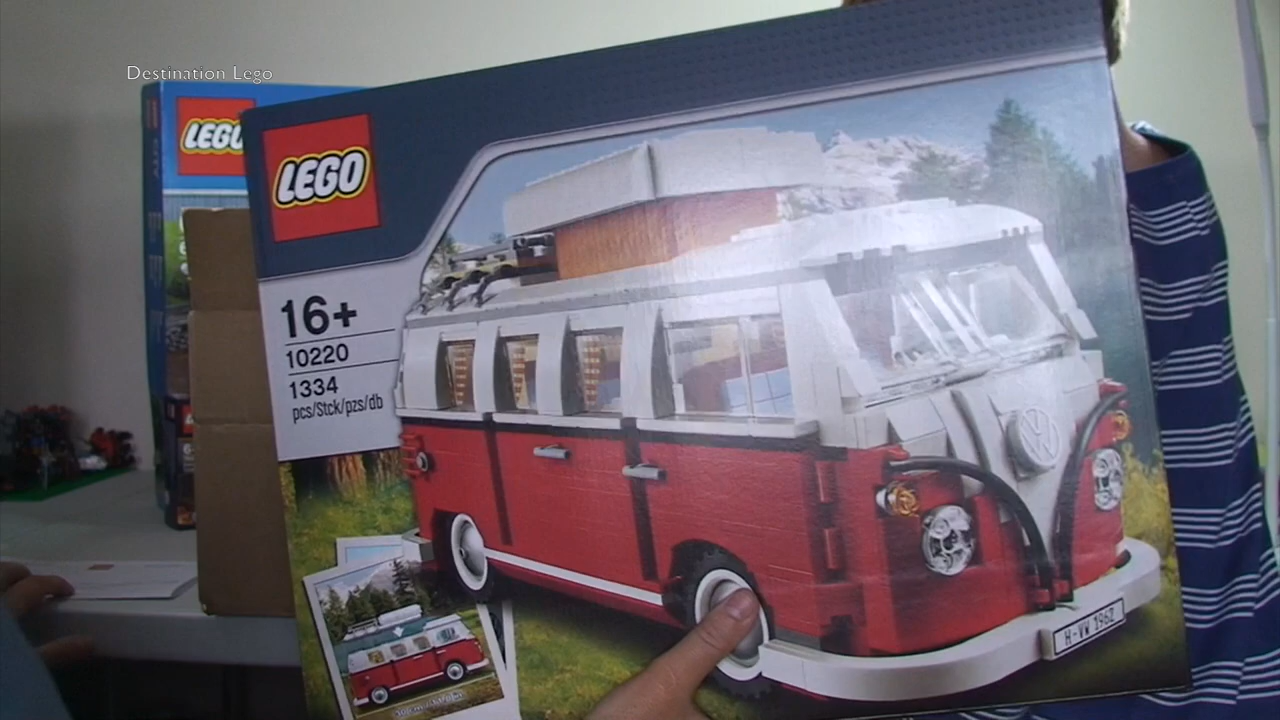 Destination Lego
LEGO
LEGO
16+
10220
1334
pcs/Stck/pzs/db
H-VW 1962